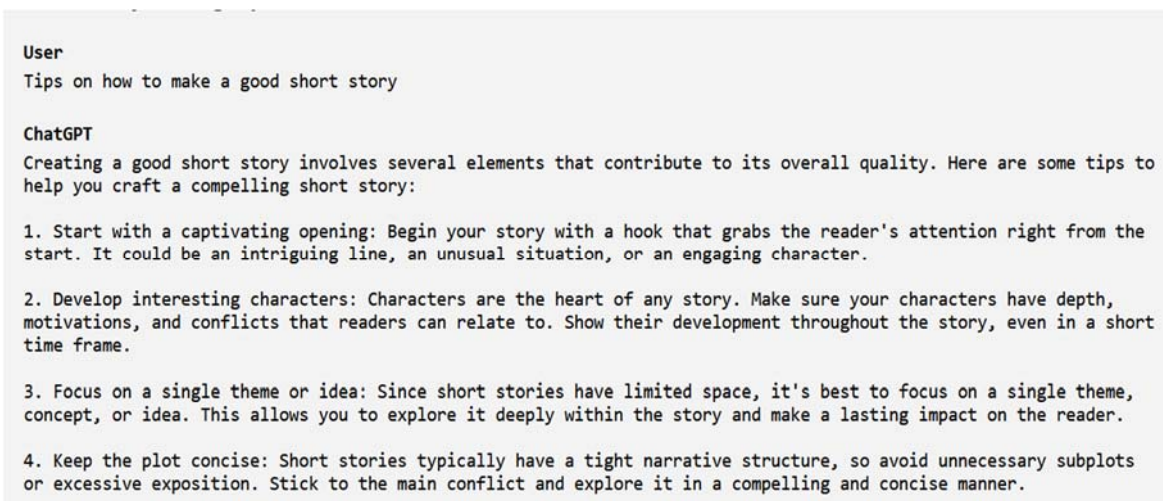 User
Tips on how to make a good short story
ChatGPT
Creating a good short story involves several elements that contribute to its overall quality. Here are some tips to
help you craft a compelling short story:
1. Start with a captivating opening: Begin your story with a hook that grabs the reader's attention right from the
start. It could be an intriguing line, an unusual situation, or an engaging character.
2. Develop interesting characters: Characters are the heart of any story. Make sure your characters have depth,
motivations, and conflicts that readers can relate to. Show their development throughout the story, even in a short
time frame.
3. Focus on a single theme or idea: Since short stories have limited space, it's best to focus on a single theme,
concept, or idea. This allows you to explore it deeply within the story and make a lasting impact on the reader.
4. Keep the plot concise: Short stories typically have a tight narrative structure, so avoid unnecessary subplots
or excessive exposition. Stick to the main conflict and explore it in a compelling and concise manner.